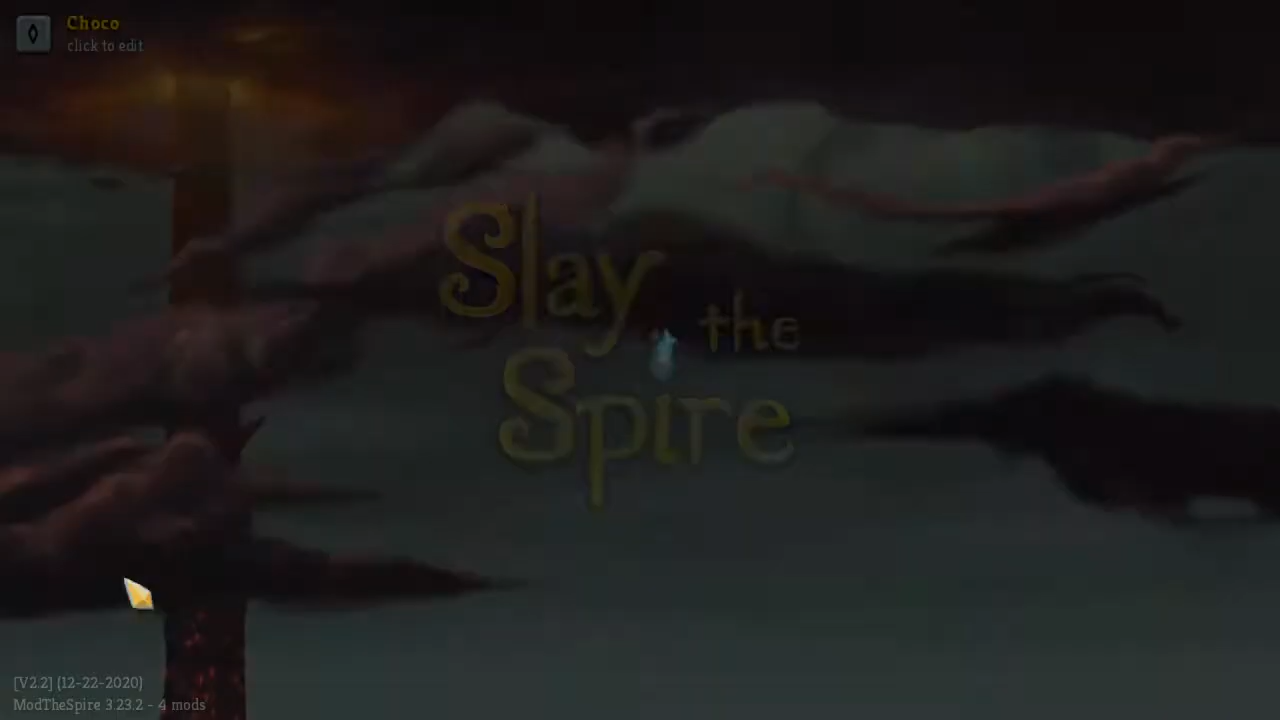 Choco
click to edit
Slay
the
Spire
[V2.2] (12-22-2020)
ModTheSpire 3.23.2 - 4 mods